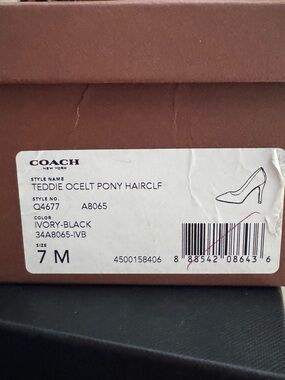 COACH
NEW YORK
STYLE NAME
TEDDIE OCELT PONY HAIRCLF
STYLE NO.
Q4677 A8065
COLOR
IVORY-BLACK
34A8065-IVB
SIZE
7 M
4500158406 8 88542 08643 6